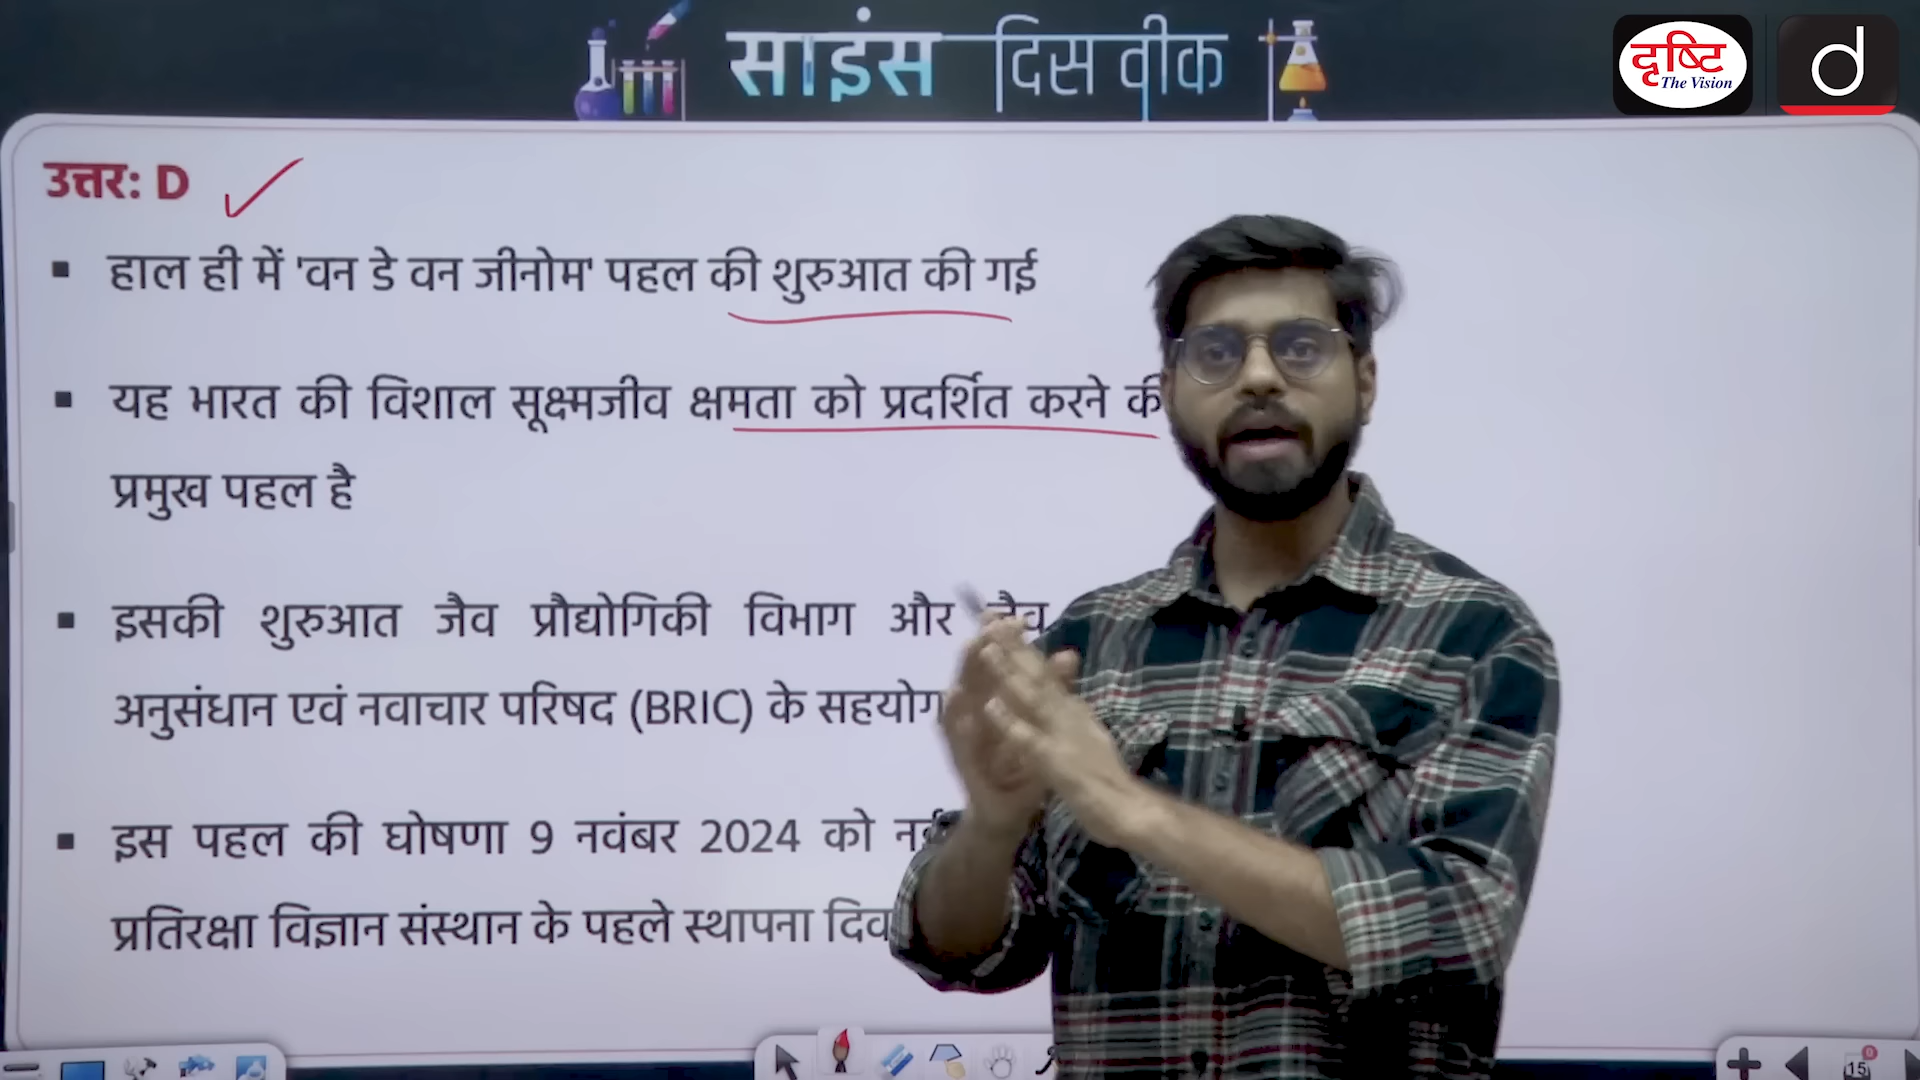 साइंस दिस वीक
दृष्टि
The Vision
d
उत्तर: D
▪ हाल ही में 'वन डे वन जीनोम' पहल की शुरुआत की गई
▪ यह भारत की विशाल सूक्ष्मजीव क्षमता को प्रदर्शित करने की
प्रमुख पहल है
▪ इसकी शुरुआत जैव प्रौद्योगिकी विभाग और जैव
अनुसंधान एवं नवाचार परिषद (BRIC) के सहयोग
▪ इस पहल की घोषणा 9 नवंबर 2024 को
प्रतिरक्षा विज्ञान संस्थान के पहले स्थापना
15